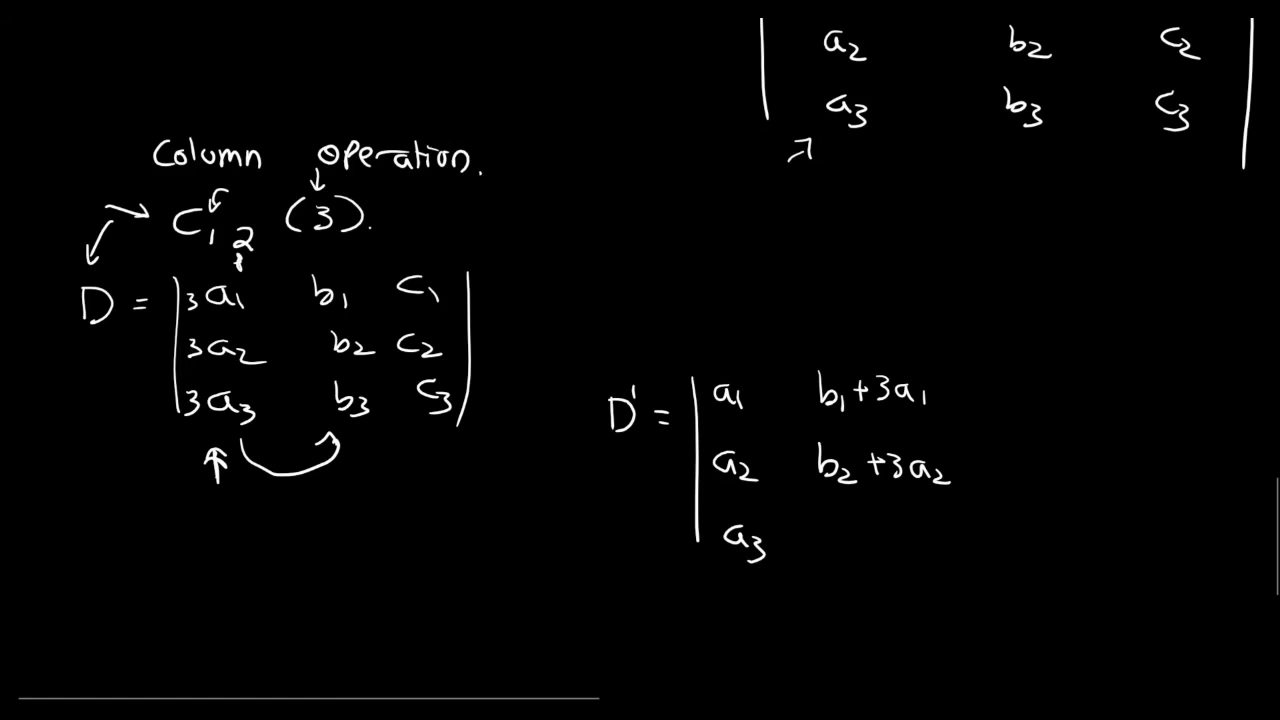 a2 b2 c2
a3 b3 c3
Column operation.
C1 2 (3).
D = | 3a1 b1 c1 |
| 3a2 b2 c2 |
| 3a3 b3 c3 |
D' = | a1 b1+3a1
a2 b2+3a2
a3